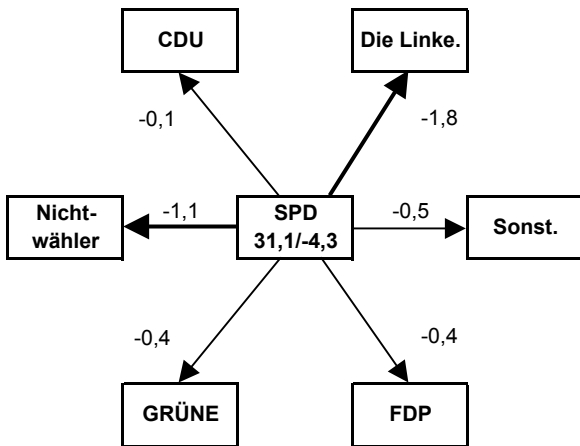 CDU
Die Linke.
-0,1
-1,8
Nicht-
wähler
-1,1
SPD
31,1/-4,3
-0,5
Sonst.
-0,4
-0,4
GRÜNE
FDP